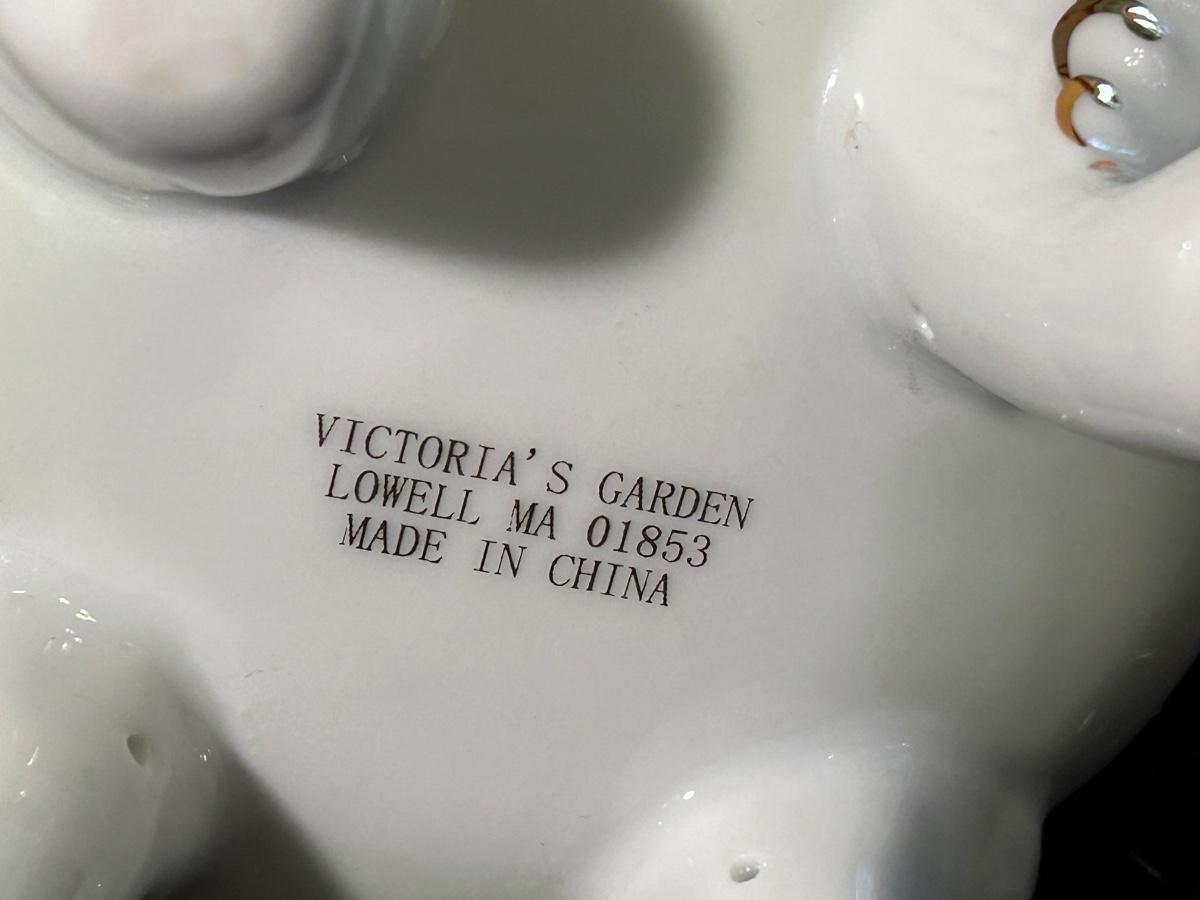 VICTORIA'S GARDEN
LOWELL MA 01853
MADE IN CHINA